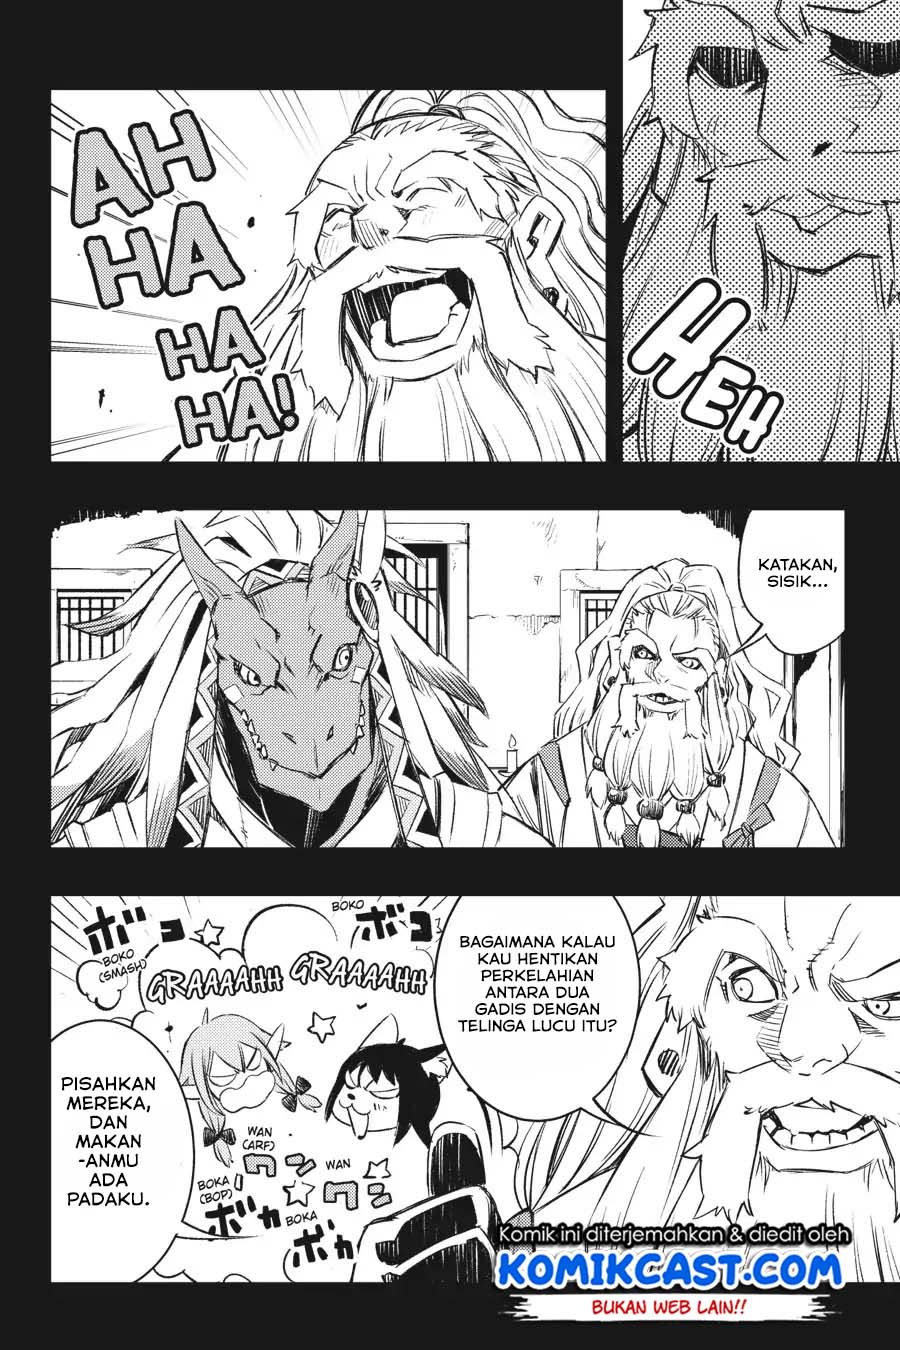 HEH
AH
HA
HA
HA!
KATAKAN,
SISIK...
BAGAIMANA KALAU
KAU HENTIKAN
PERKELAHIAN
ANTARA DUA
GADIS DENGAN
TELINGA LUCU ITU?
BOKO
ボコ
ボコ
BOKO
(SMASH)
GRAAAAHH GRAAAAHH
PISAHKAN
MEREKA,
DAN
MAKAN
-ANMU
ADA
PADAKU.
WAN
(ARF)
ワン
WAN
ワン
BOKA
(BOP)
ボカ
BOKA
ボカ
Komik ini diterjemahkan & diedit oleh
KOMIKCAST.COM
BUKAN WEB LAIN!!